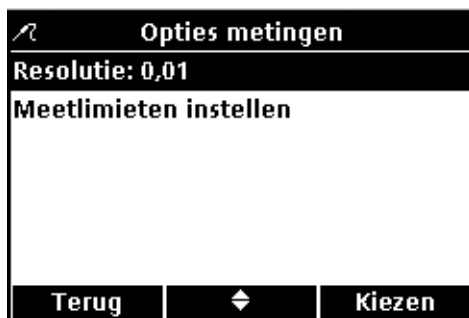 Opties metingen
Resolutie: 0,01
Meetlimieten instellen
Terug
Kiezen